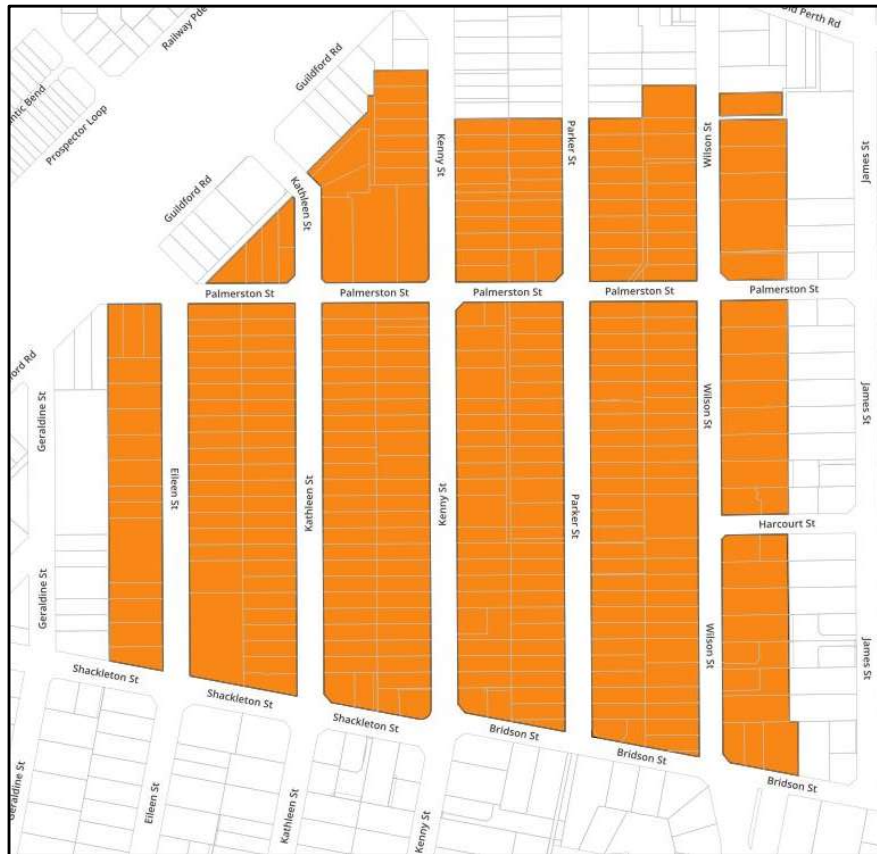 Railway Pde
Old Perth Rd
Guildford Rd
Prospector Loop
Kenny St
Parker St
Wilson St
James St
Guildford Rd
Kathleen St
Palmerston St
Palmerston St
Palmerston St
Palmerston St
Palmerston St
Geraldine St
Wilson St
James St
Eileen St
Kathleen St
Kenny St
Parker St
Harcourt St
Geraldine St
Wilson St
James St
Shackleton St
Shackleton St
Shackleton St
Bridson St
Bridson St
Bridson St
Geraldine St
Eileen St
Kathleen St
Kenny St